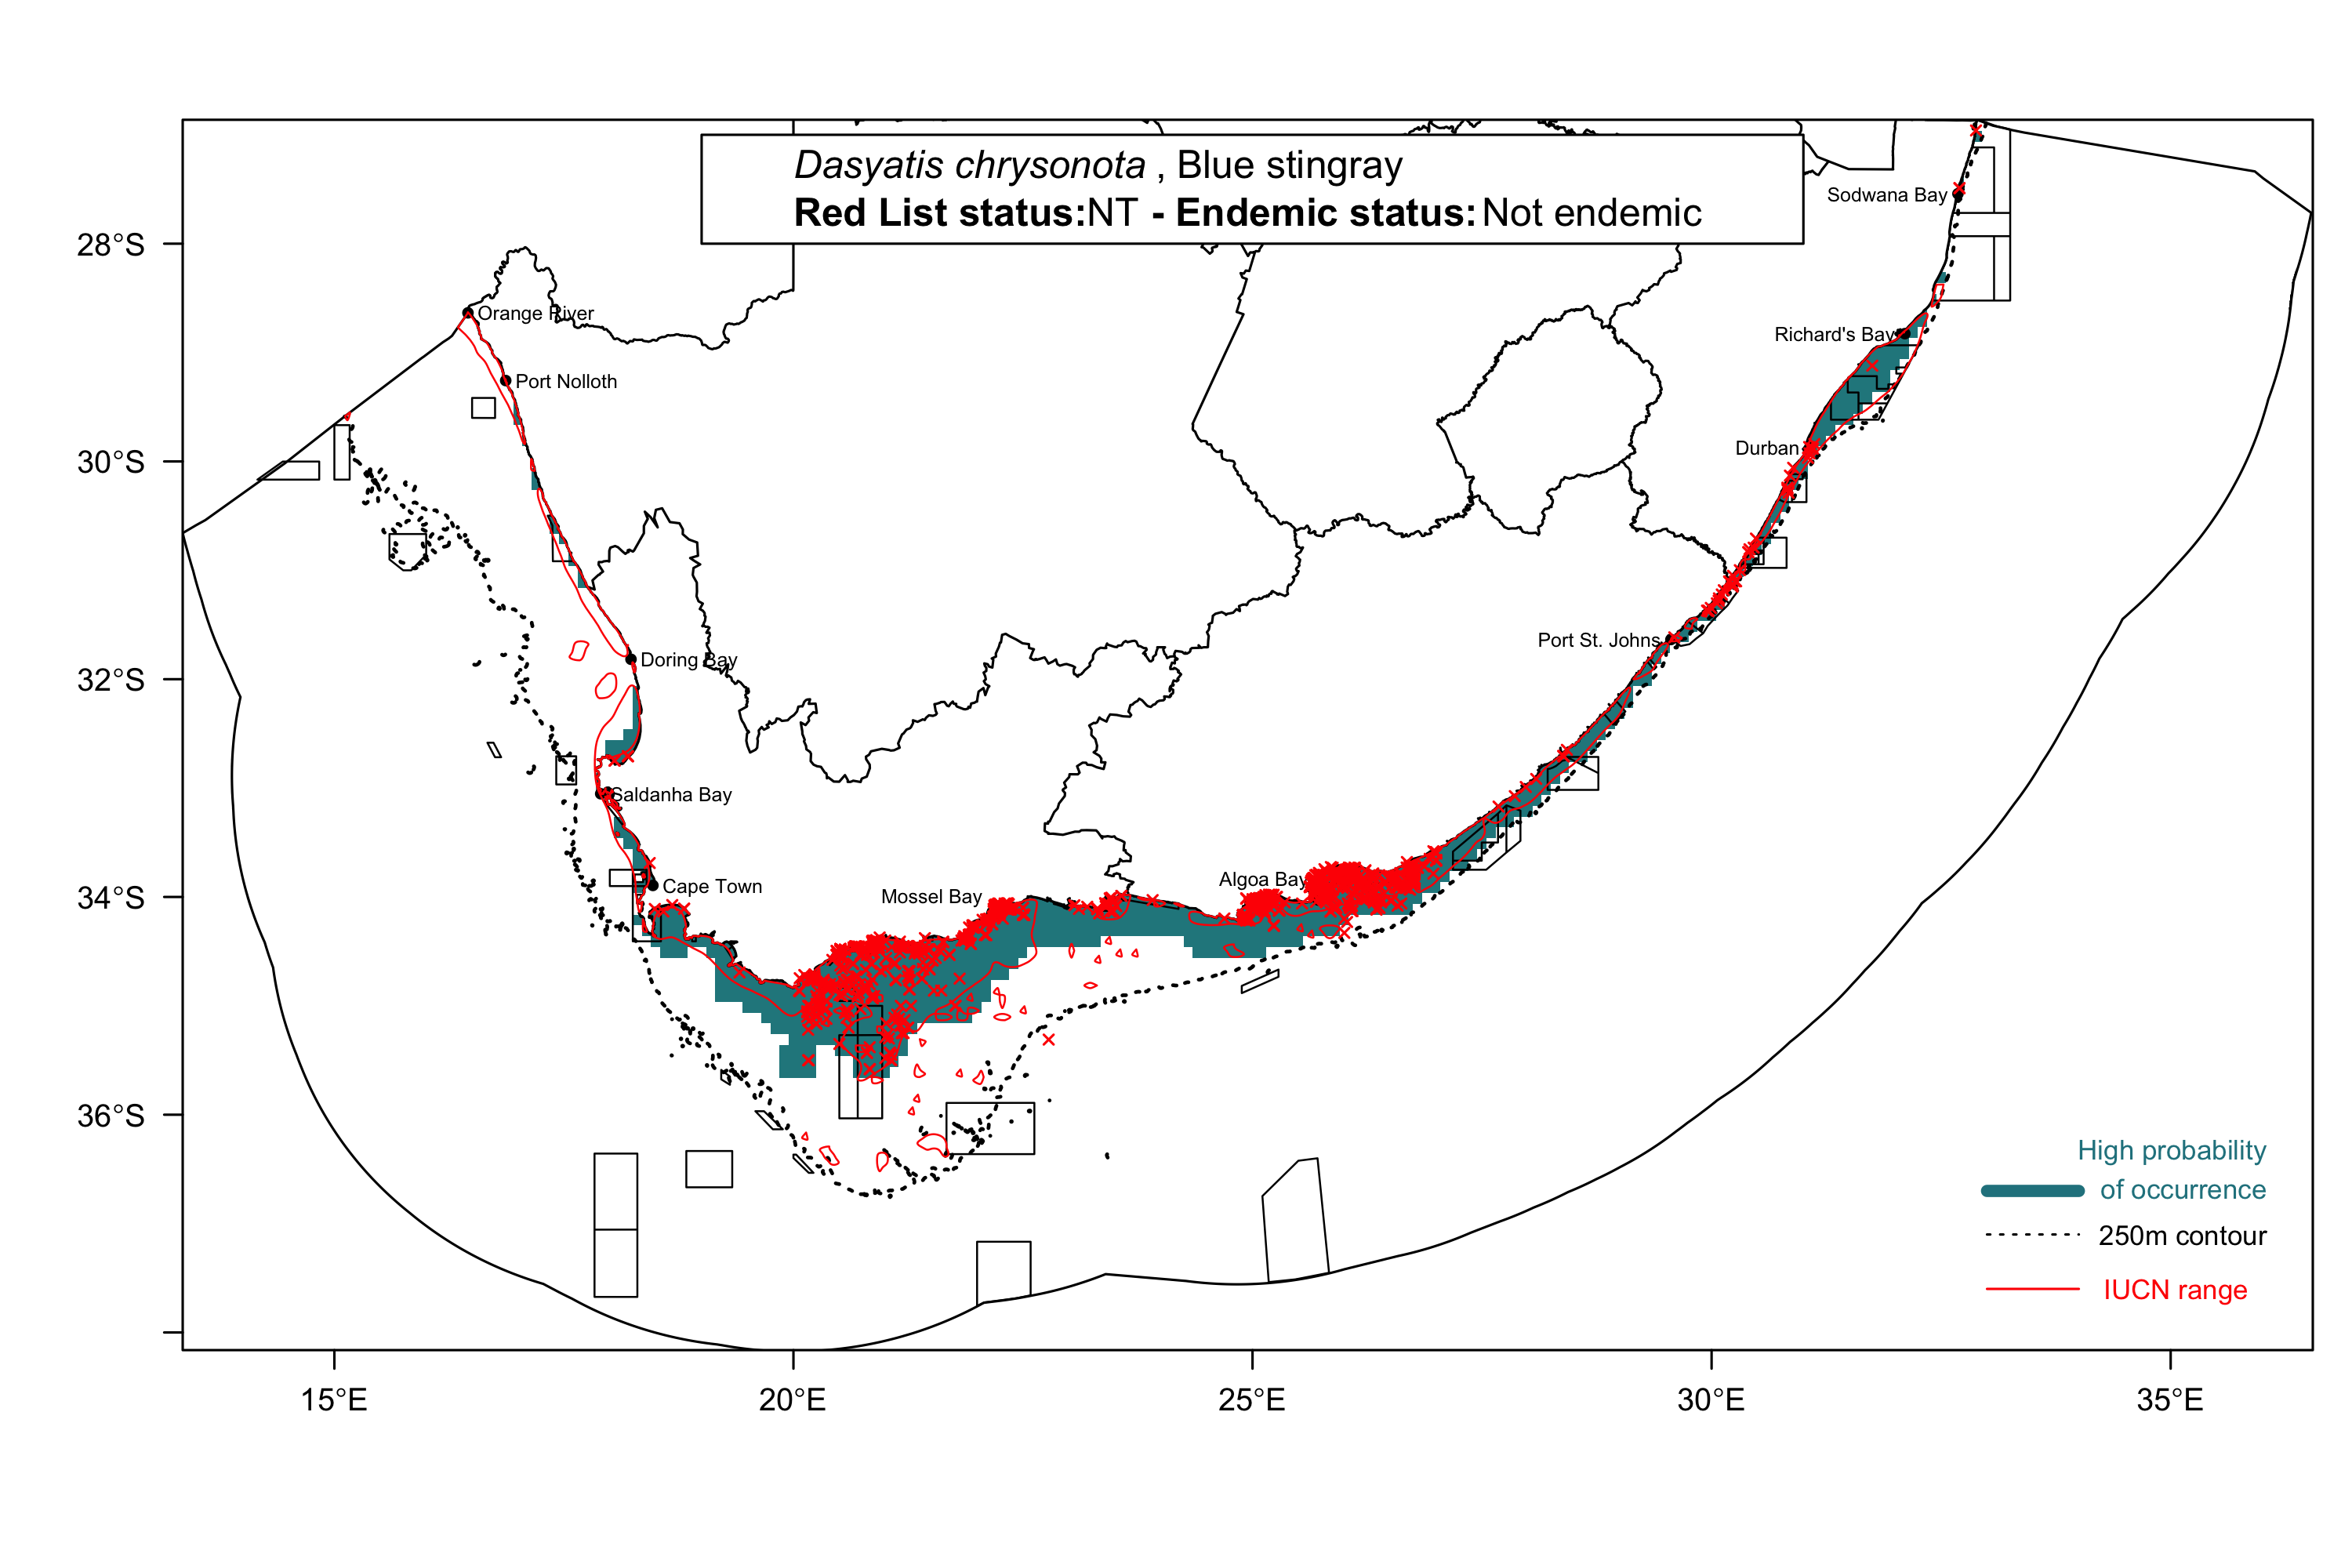 Dasyatis chrysonota , Blue stingray
Red List status:NT - Endemic status: Not endemic
Sodwana Bay
28°S
Orange River
Richard's Bay
Port Nolloth
Durban
30°S
Port St. Johns
Doring Bay
32°S
Saldanha Bay
Cape Town
Mossel Bay
Algoa Bay
34°S
36°S
High probability
of occurrence
250m contour
IUCN range
15°E
20°E
25°E
30°E
35°E